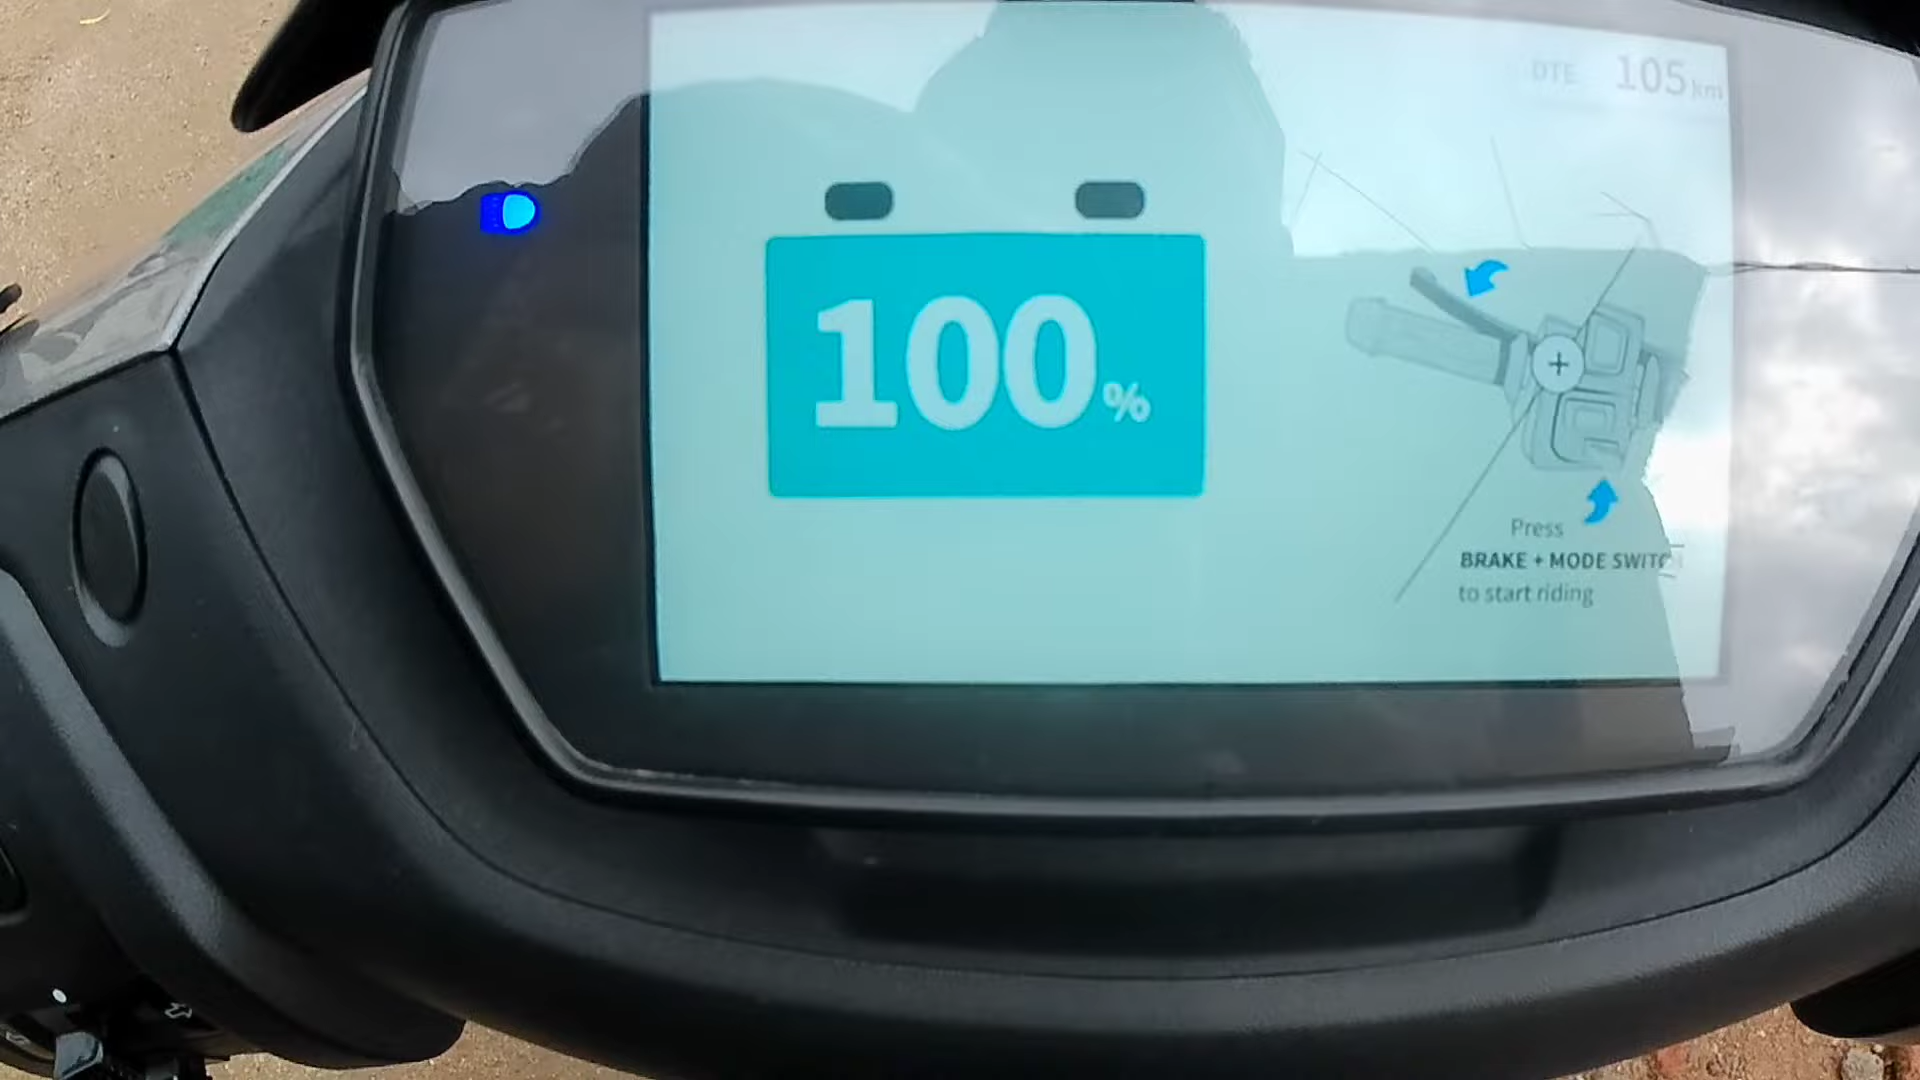 DTE 105 km
100 %
Press
BRAKE + MODE SWITCH
to start riding